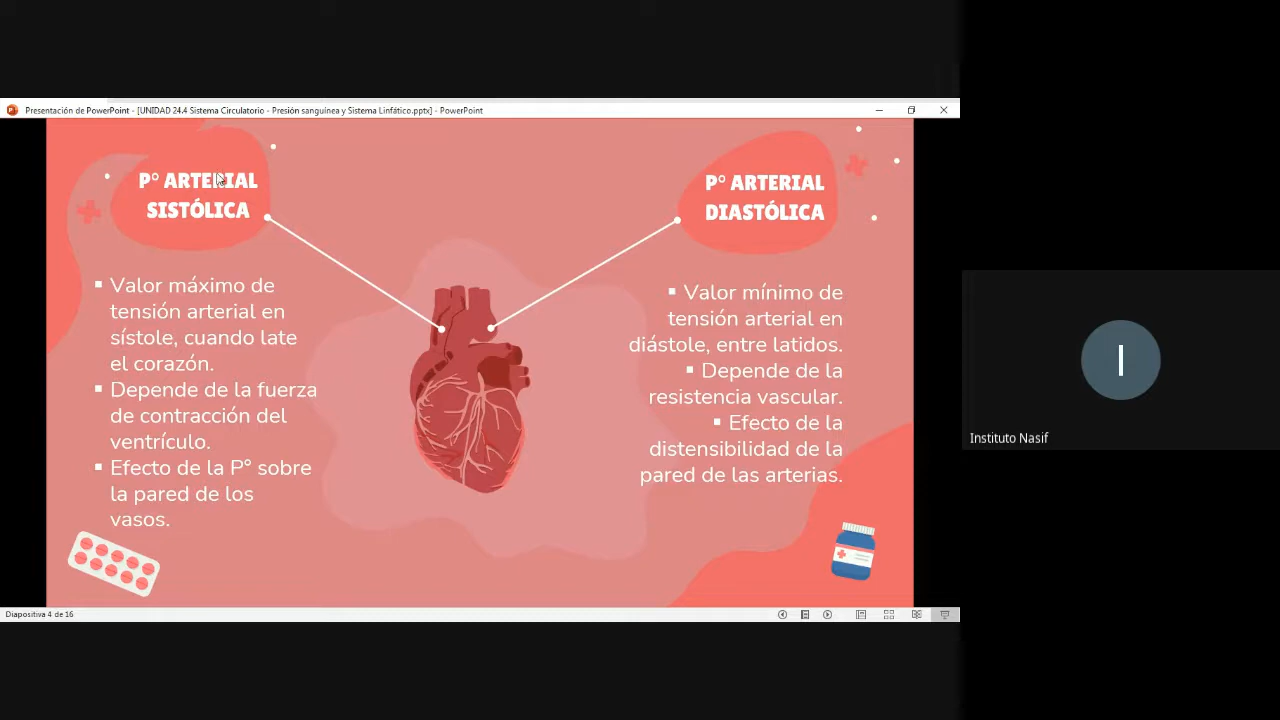 Presentación de PowerPoint - [UNIDAD 24.4 Sistema Circulatorio - Presión sanguínea y Sistema Linfático.pptx] - PowerPoint
P° ARTERIAL
SISTÓLICA
▪ Valor máximo de
tensión arterial en
sístole, cuando late
el corazón.
▪ Depende de la fuerza
de contracción del
ventrículo.
▪ Efecto de la P° sobre
la pared de los
vasos.
P° ARTERIAL
DIASTÓLICA
▪ Valor mínimo de
tensión arterial en
diástole, entre latidos.
▪ Depende de la
resistencia vascular.
▪ Efecto de la
distensibilidad de la
pared de las arterias.
Diapositiva 4 de 16
I
Instituto Nasif